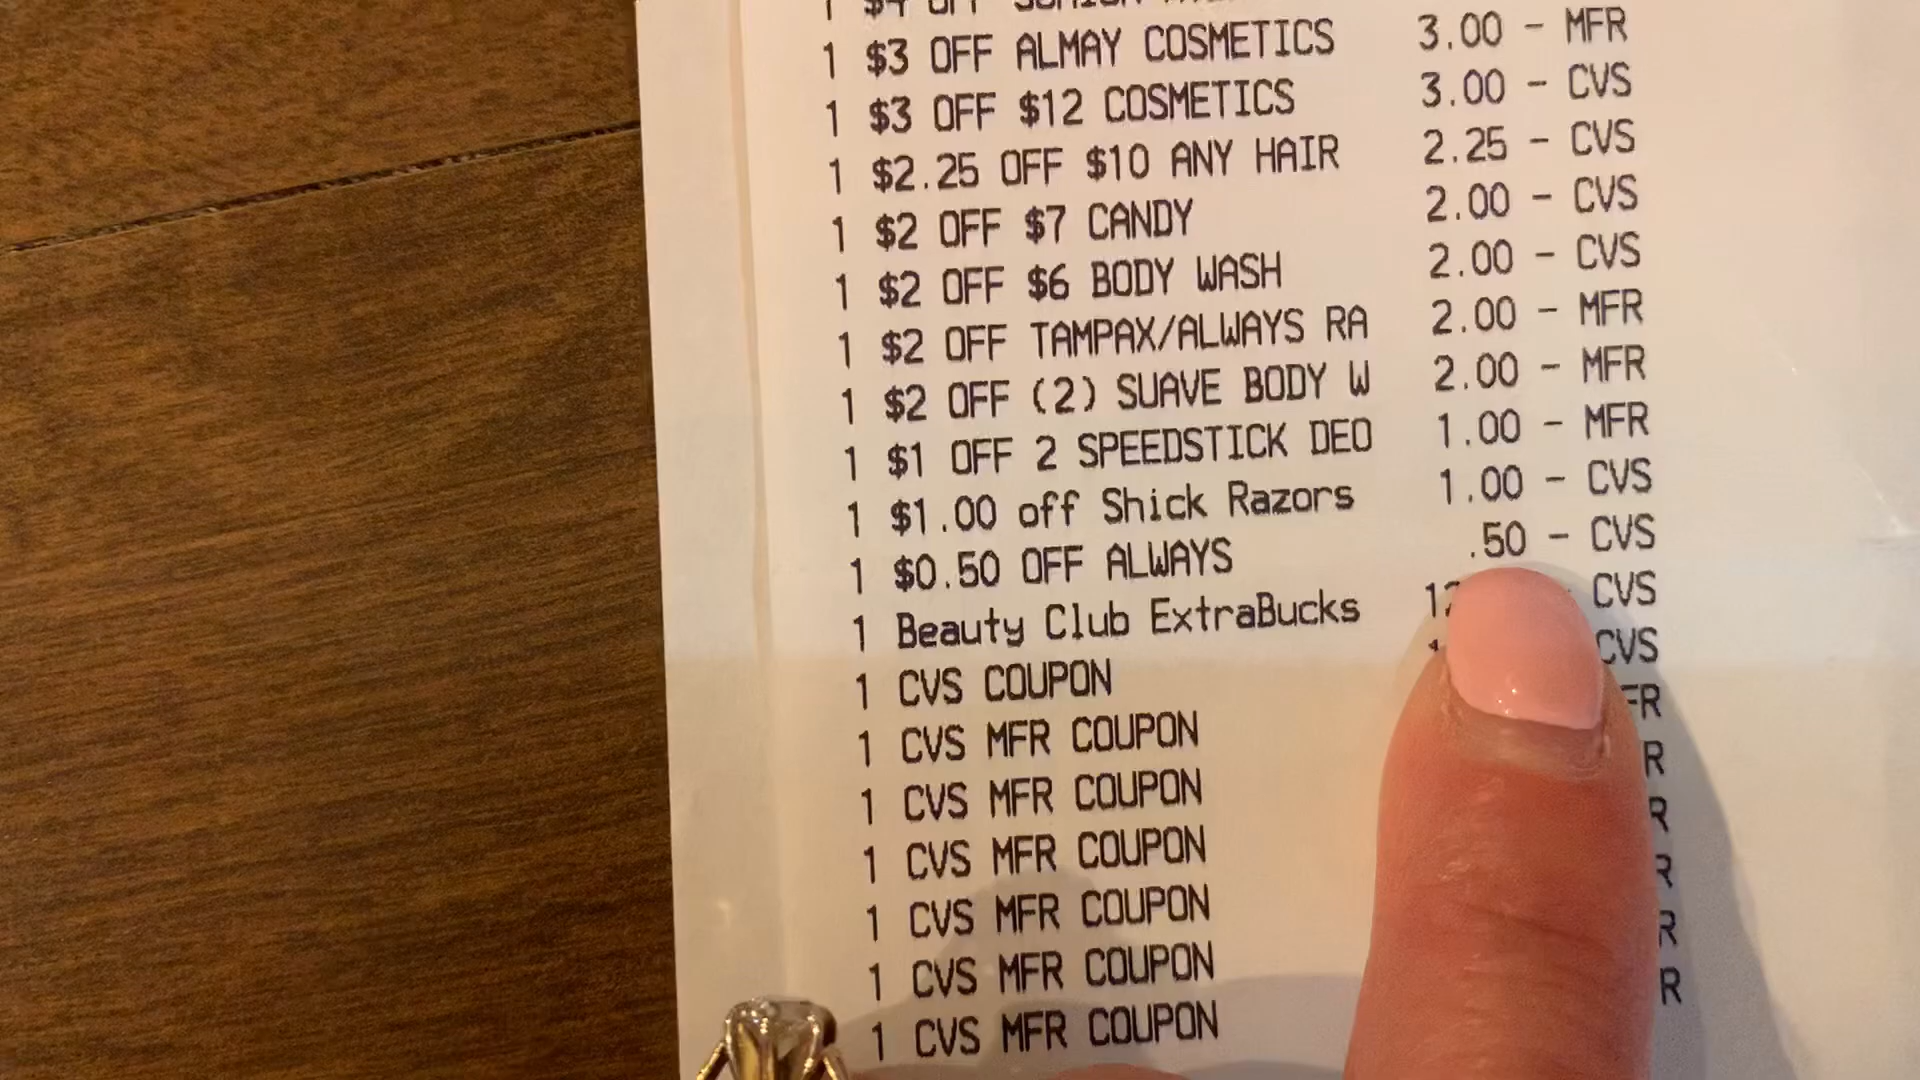 1 $4 OFF
1 $3 OFF ALMAY COSMETICS 3.00 - MFR
1 $3 OFF $12 COSMETICS 3.00 - CVS
1 $2.25 OFF $10 ANY HAIR 2.25 - CVS
1 $2 OFF $7 CANDY 2.00 - CVS
1 $2 OFF $6 BODY WASH 2.00 - CVS
1 $2 OFF TAMPAX/ALWAYS RA 2.00 - MFR
1 $2 OFF (2) SUAVE BODY W 2.00 - MFR
1 $1 OFF 2 SPEEDSTICK DEO 1.00 - MFR
1 $1.00 off Shick Razors 1.00 - CVS
1 $0.50 OFF ALWAYS .50 - CVS
1 Beauty Club ExtraBucks CVS
1 CVS COUPON CVS
1 CVS MFR COUPON
1 CVS MFR COUPON
1 CVS MFR COUPON
1 CVS MFR COUPON
1 CVS MFR COUPON
1 CVS MFR COUPON